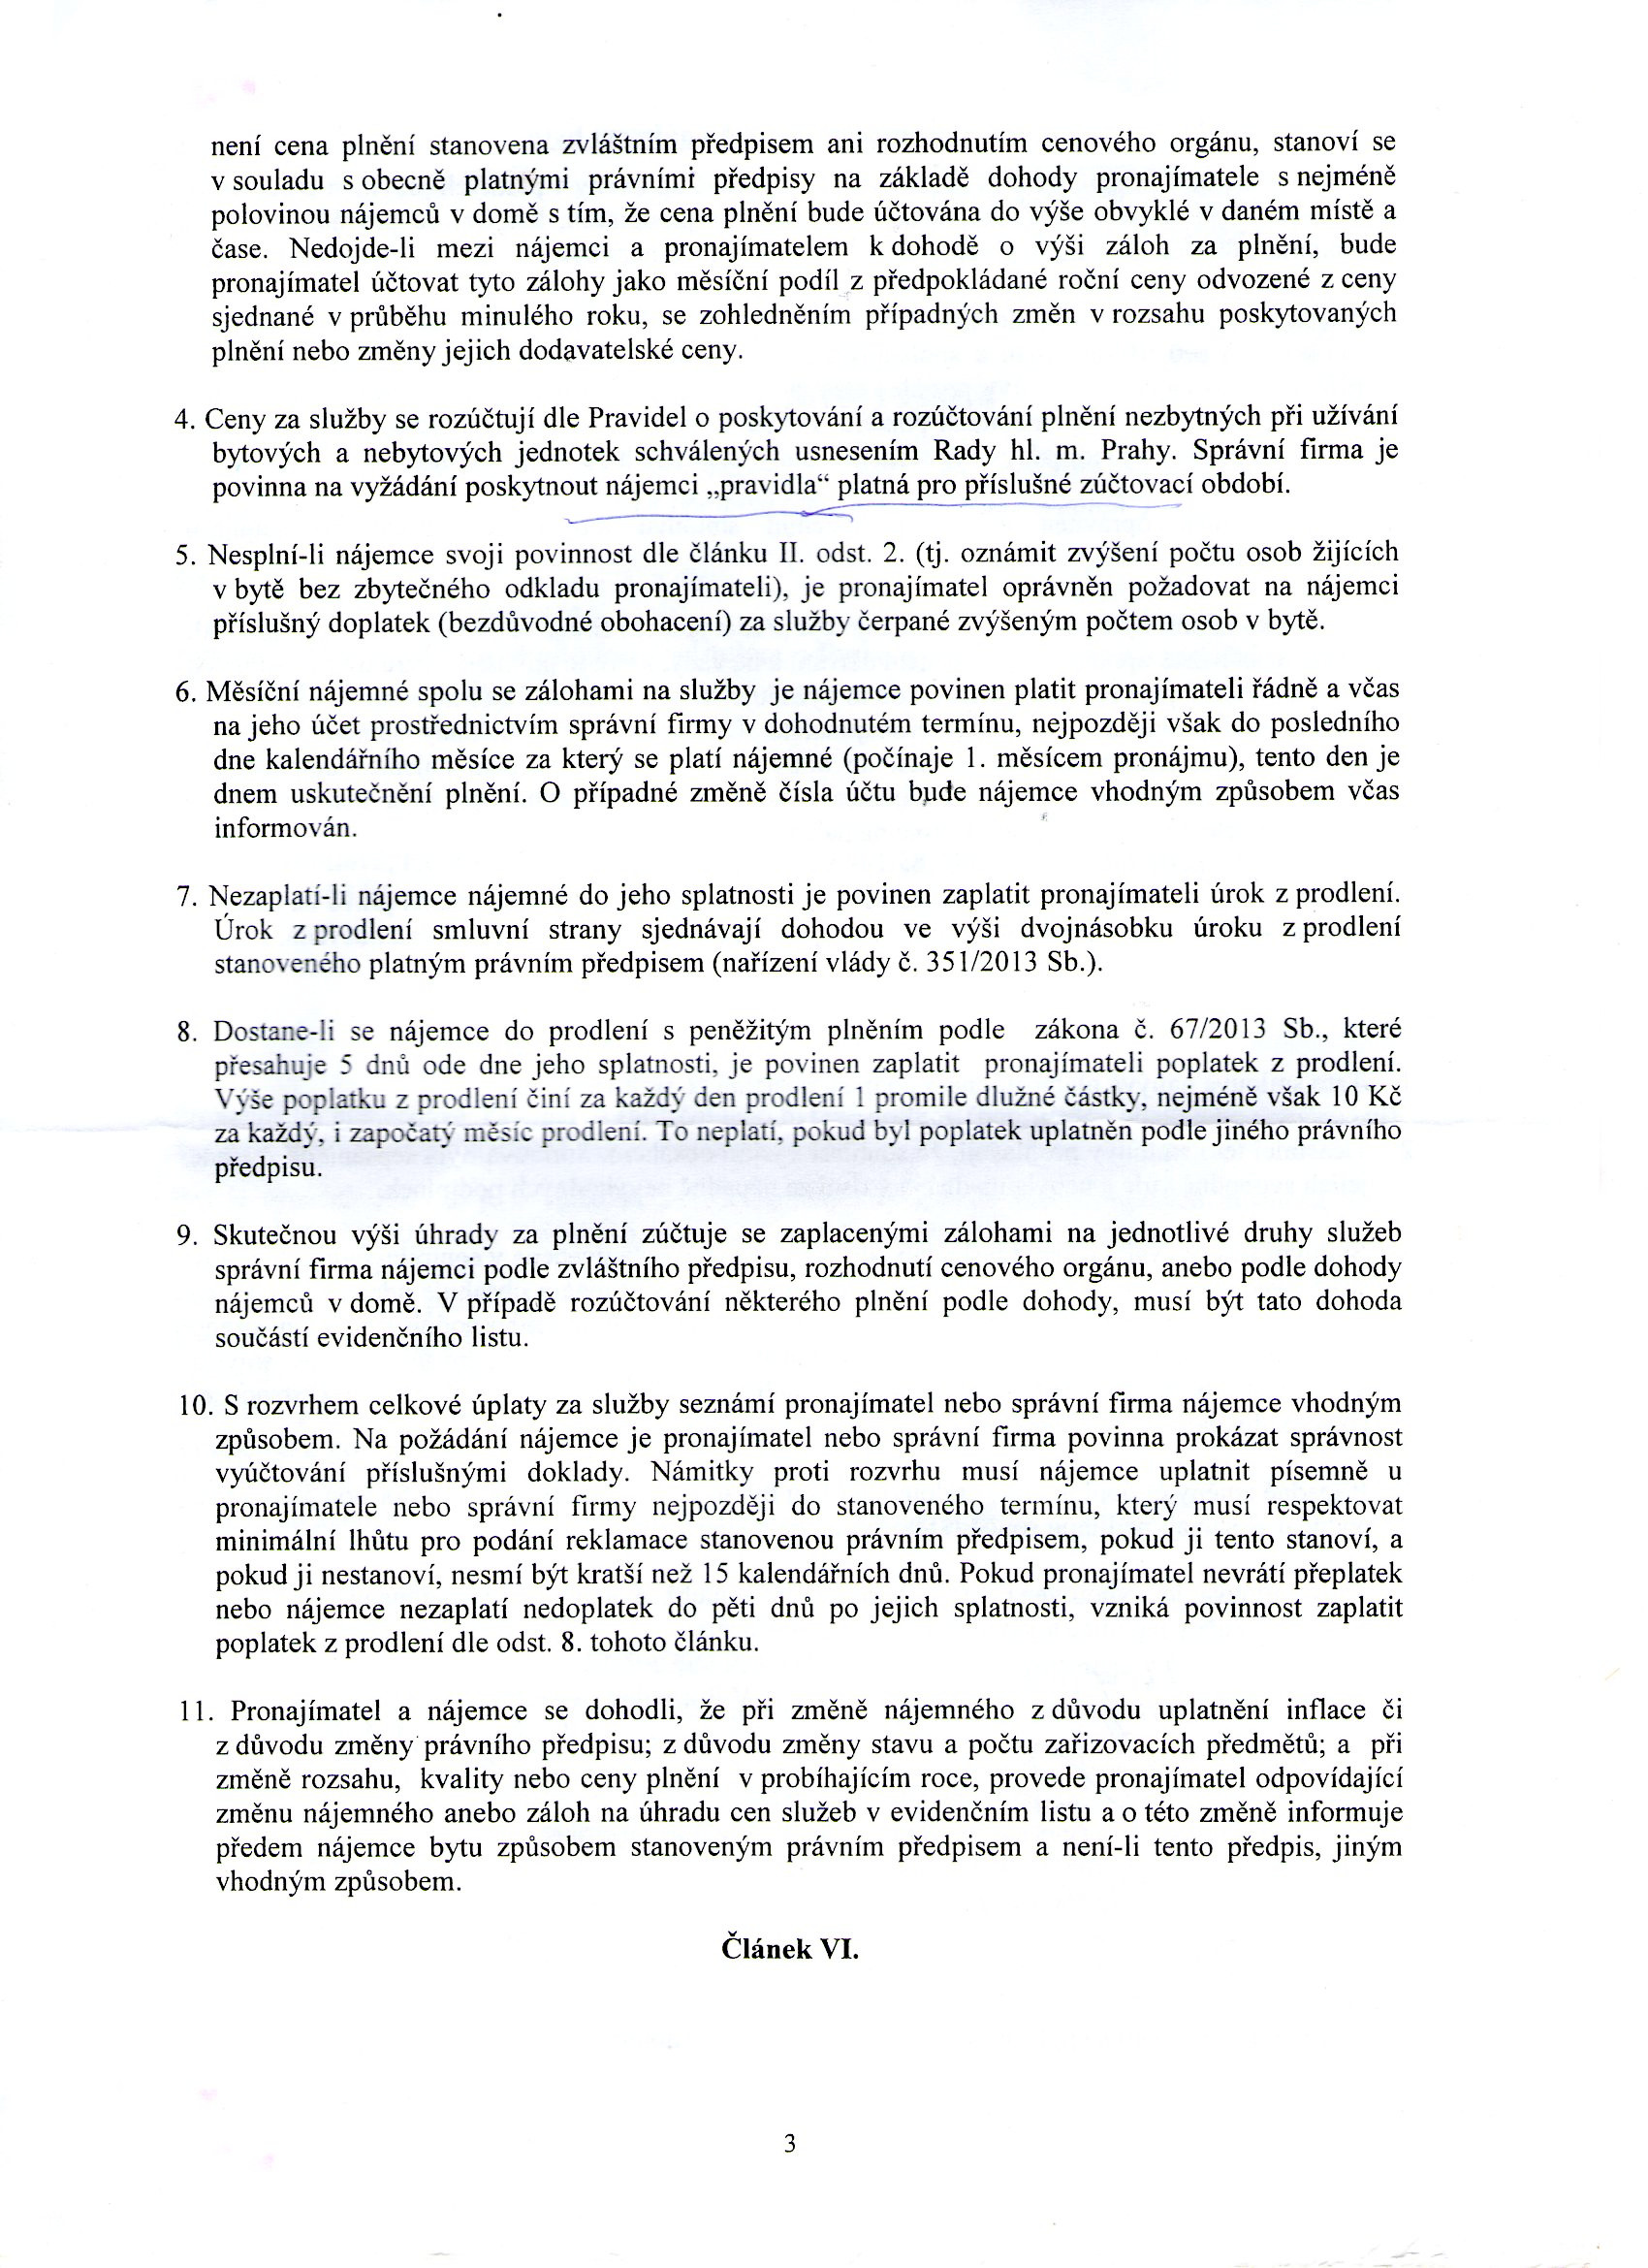 není cena plnění stanovena zvláštním předpisem ani rozhodnutím cenového orgánu, stanoví se
v souladu s obecně platnými právními předpisy na základě dohody pronajímatele s nejméně
polovinou nájemců v domě s tím, že cena plnění bude účtována do výše obvyklé v daném místě a
čase. Nedojde-li mezi nájemci a pronajímatelem k dohodě o výši záloh za plnění, bude
pronajímatel účtovat tyto zálohy jako měsíční podíl z předpokládané roční ceny odvozené z ceny
sjednané v průběhu minulého roku, se zohledněním případných změn v rozsahu poskytovaných
plnění nebo změny jejich dodavatelské ceny.
4. Ceny za služby se rozúčtují dle Pravidel o poskytování a rozúčtování plnění nezbytných při užívání
bytových a nebytových jednotek schválených usnesením Rady hl. m. Prahy. Správní firma je
povinna na vyžádání poskytnout nájemci „pravidla“ platná pro příslušné zúčtovací období.
5. Nesplní-li nájemce svoji povinnost dle článku II. odst. 2. (tj. oznámit zvýšení počtu osob žijících
v bytě bez zbytečného odkladu pronajímateli), je pronajímatel oprávněn požadovat na nájemci
příslušný doplatek (bezdůvodné obohacení) za služby čerpané zvýšeným počtem osob v bytě.
6. Měsíční nájemné spolu se zálohami na služby je nájemce povinen platit pronajímateli řádně a včas
na jeho účet prostřednictvím správní firmy v dohodnutém termínu, nejpozději však do posledního
dne kalendářního měsíce za který se platí nájemné (počínaje 1. měsícem pronájmu), tento den je
dnem uskutečnění plnění. O případné změně čísla účtu bude nájemce vhodným způsobem včas
informován.
7. Nezaplatí-li nájemce nájemné do jeho splatnosti je povinen zaplatit pronajímateli úrok z prodlení.
Úrok z prodlení smluvní strany sjednávají dohodou ve výši dvojnásobku úroku z prodlení
stanoveného platným právním předpisem (nařízení vlády č. 351/2013 Sb.).
8. Dostane-li se nájemce do prodlení s peněžitým plněním podle zákona č. 67/2013 Sb., které
přesahuje 5 dnů ode dne jeho splatnosti, je povinen zaplatit pronajímateli poplatek z prodlení.
Výše poplatku z prodlení činí za každý den prodlení 1 promile dlužné částky, nejméně však 10 Kč
za každý, i započatý měsíc prodlení. To neplatí, pokud byl poplatek uplatněn podle jiného právního
předpisu.
9. Skutečnou výši úhrady za plnění zúčtuje se zaplacenými zálohami na jednotlivé druhy služeb
správní firma nájemci podle zvláštního předpisu, rozhodnutí cenového orgánu, anebo podle dohody
nájemců v domě. V případě rozúčtování některého plnění podle dohody, musí být tato dohoda
součástí evidenčního listu.
10. S rozvrhem celkové úplaty za služby seznámí pronajímatel nebo správní firma nájemce vhodným
způsobem. Na požádání nájemce je pronajímatel nebo správní firma povinna prokázat správnost
vyúčtování příslušnými doklady. Námitky proti rozvrhu musí nájemce uplatnit písemně u
pronajímatele nebo správní firmy nejpozději do stanoveného termínu, který musí respektovat
minimální lhůtu pro podání reklamace stanovenou právním předpisem, pokud ji tento stanoví, a
pokud ji nestanoví, nesmí být kratší než 15 kalendářních dnů. Pokud pronajímatel nevrátí přeplatek
nebo nájemce nezaplatí nedoplatek do pěti dnů po jejich splatnosti, vzniká povinnost zaplatit
poplatek z prodlení dle odst. 8. tohoto článku.
11. Pronajímatel a nájemce se dohodli, že při změně nájemného z důvodu uplatnění inflace či
z důvodu změny právního předpisu; z důvodu změny stavu a počtu zařizovacích předmětů; a při
změně rozsahu, kvality nebo ceny plnění v probíhajícím roce, provede pronajímatel odpovídající
změnu nájemného anebo záloh na úhradu cen služeb v evidenčním listu a o této změně informuje
předem nájemce bytu způsobem stanoveným právním předpisem a není-li tento předpis, jiným
vhodným způsobem.
Článek VI.
3